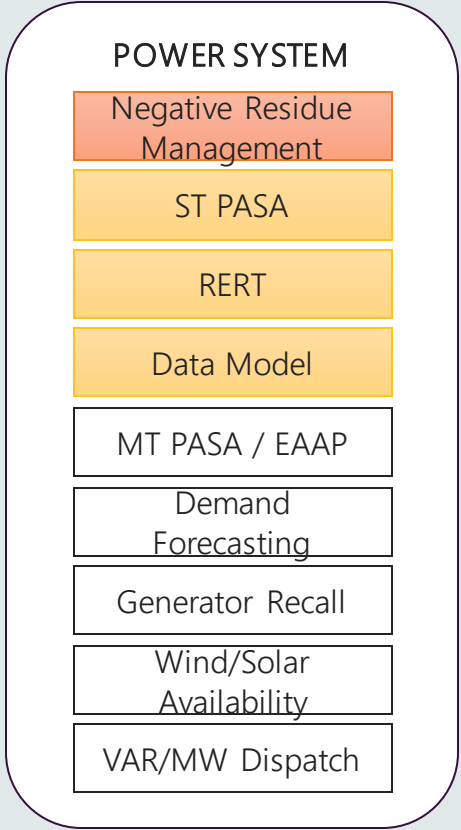 POWER SYSTEM
Negative Residue
Management
ST PASA
RERT
Data Model
MT PASA / EAAP
Demand
Forecasting
Generator Recall
Wind/Solar
Availability
VAR/MW Dispatch